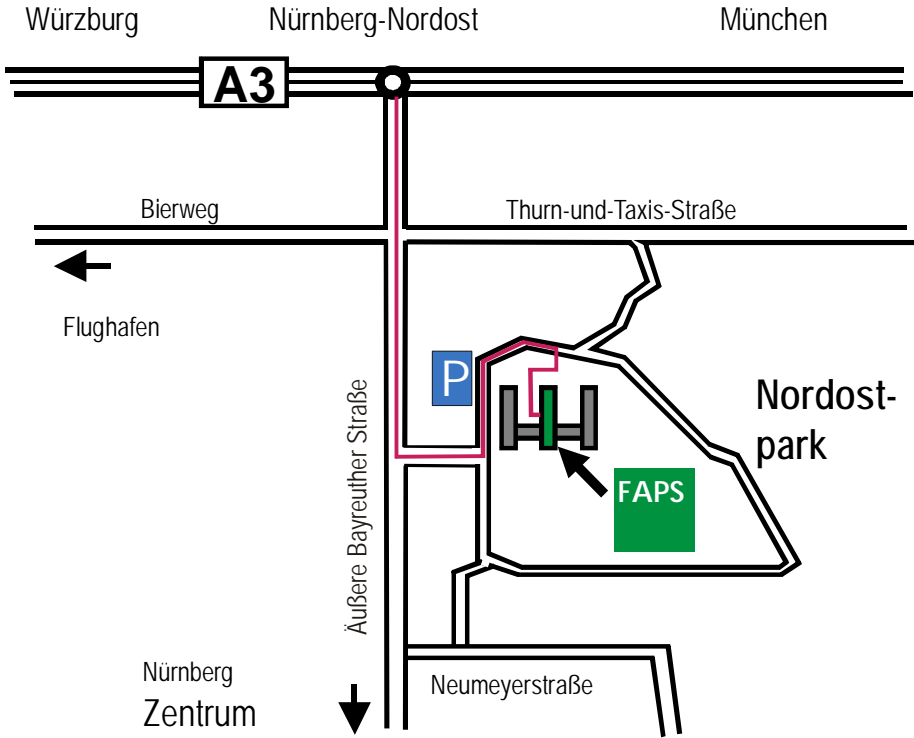 Würzburg
Nürnberg-Nordost
München
A3
Bierweg
Thurn-und-Taxis-Straße
Flughafen
P
Äußere Bayreuther Straße
Nordost-
park
FAPS
Nürnberg
Zentrum
Neumeyerstraße